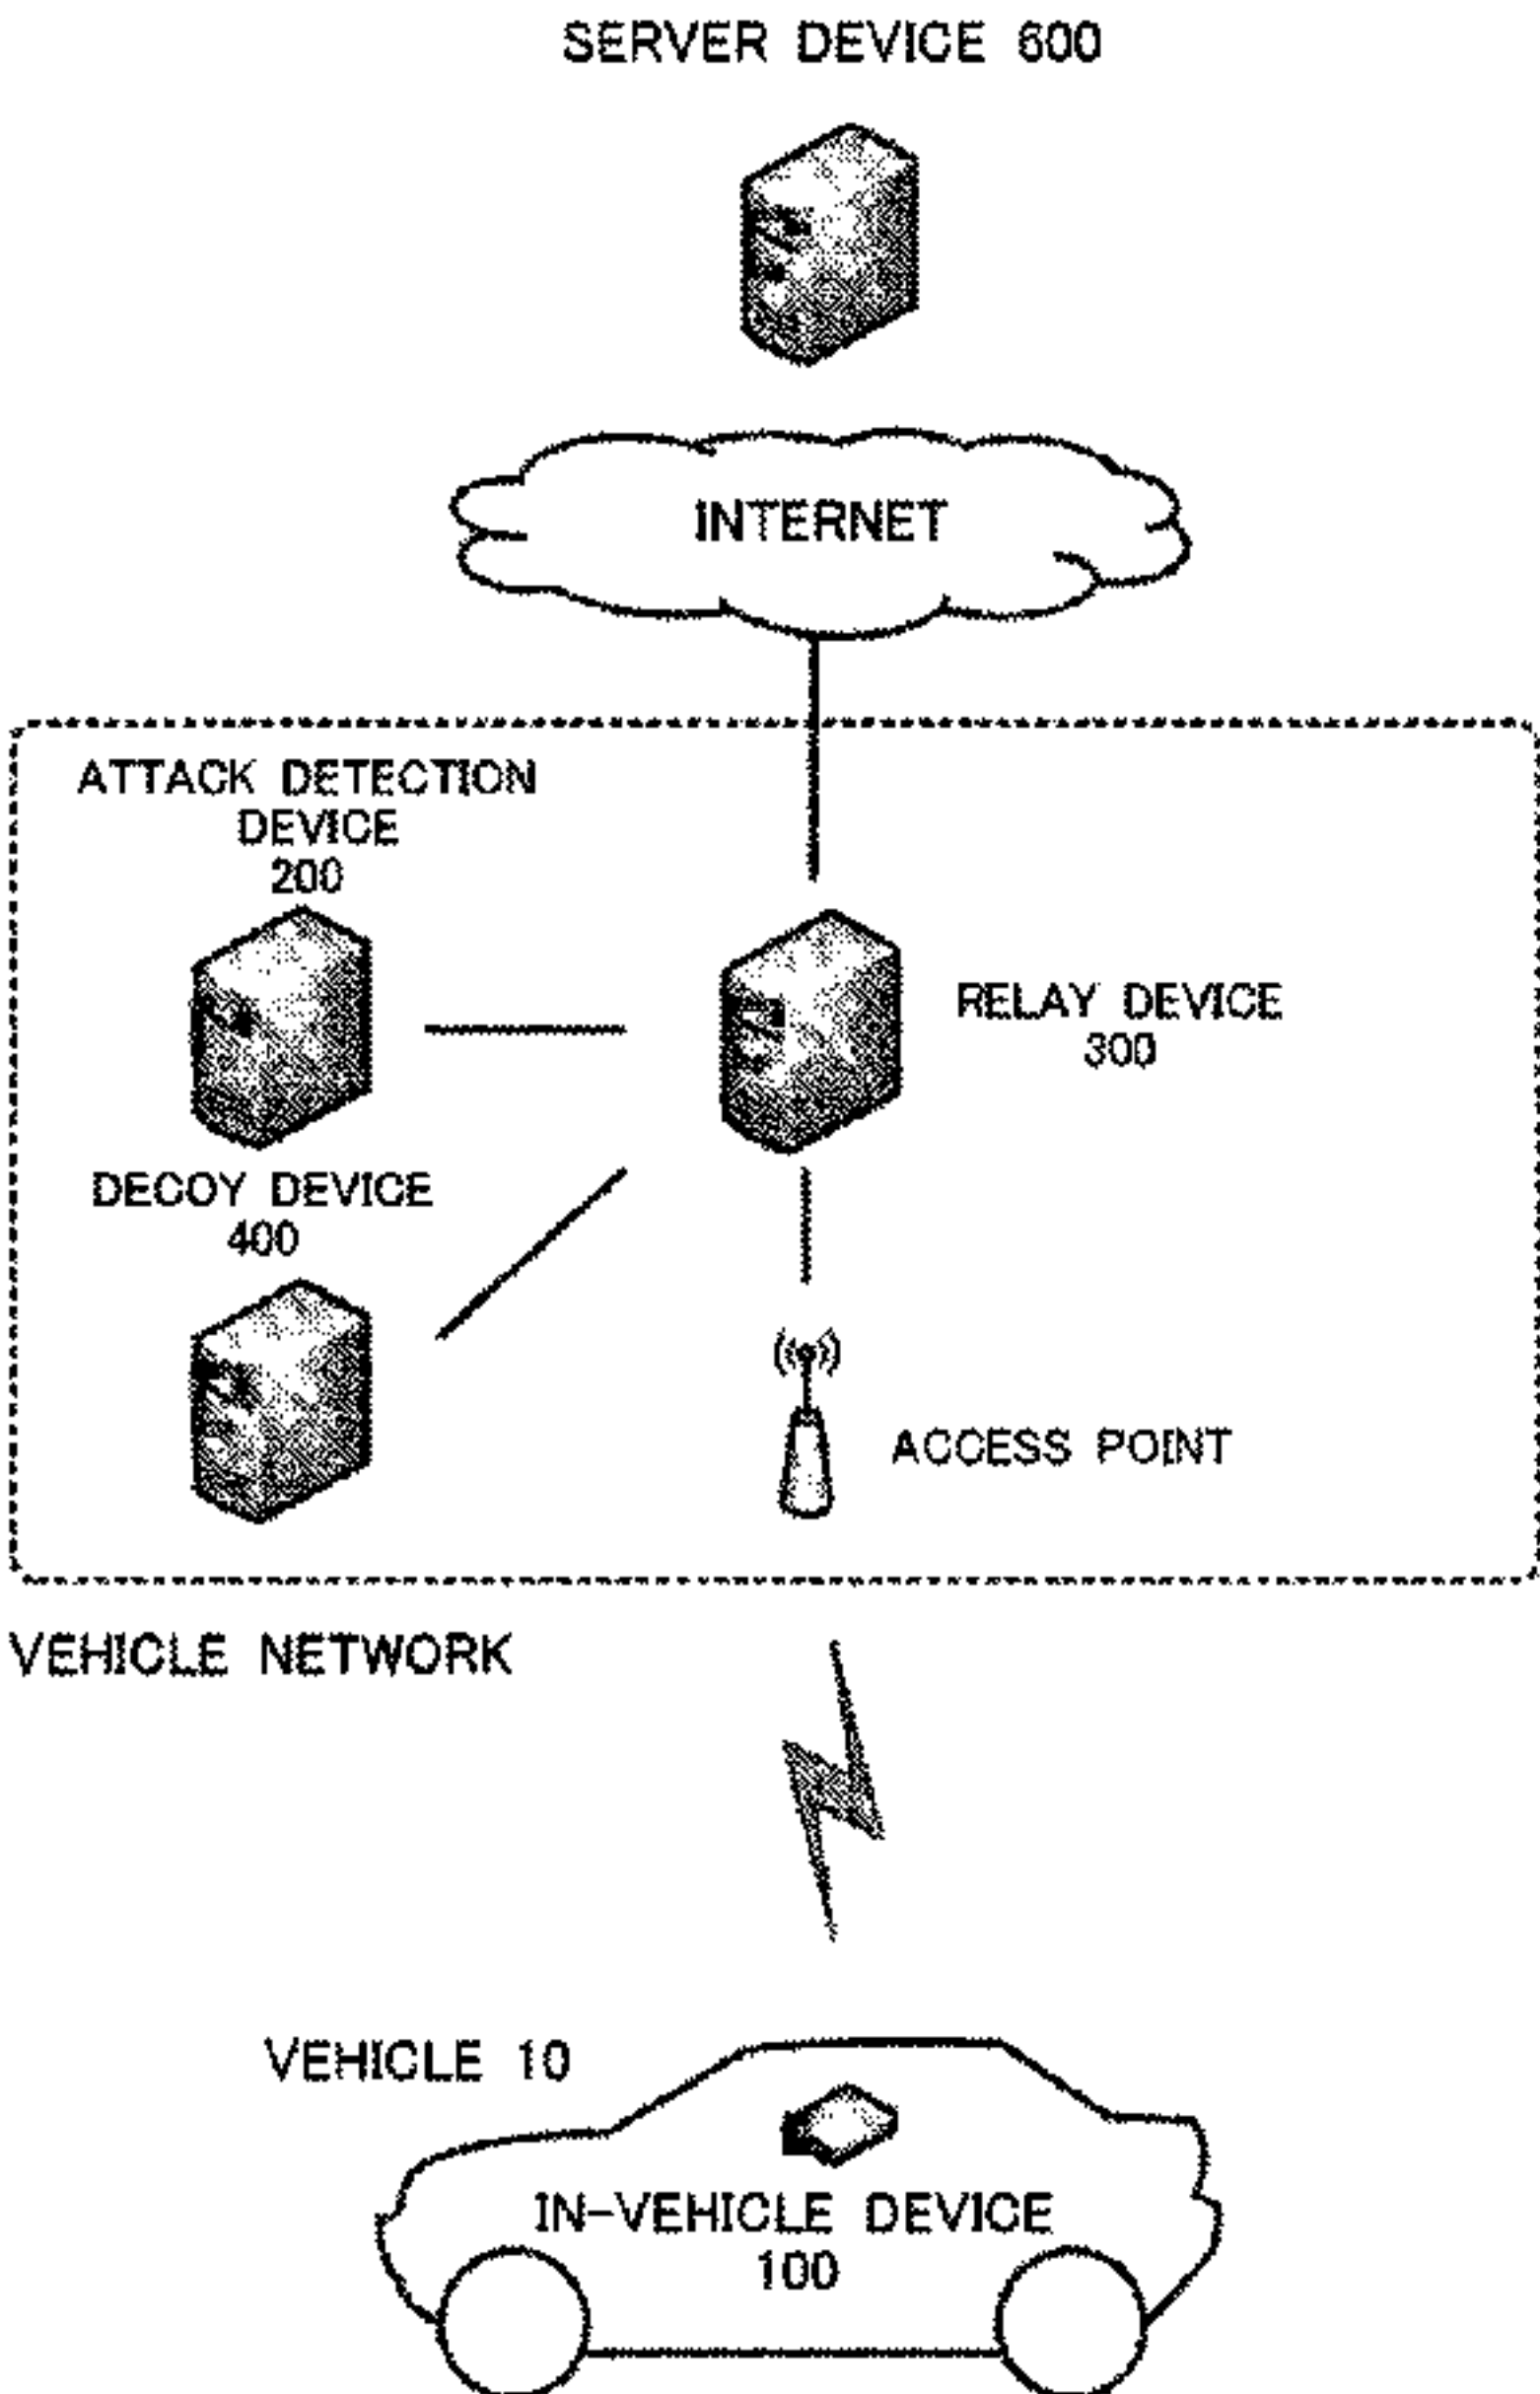 SERVER DEVICE 600
INTERNET
ATTACK DETECTION
DEVICE
200
RELAY DEVICE
300
DECOY DEVICE
400
ACCESS POINT
VEHICLE NETWORK
VEHICLE 10
IN-VEHICLE DEVICE
100